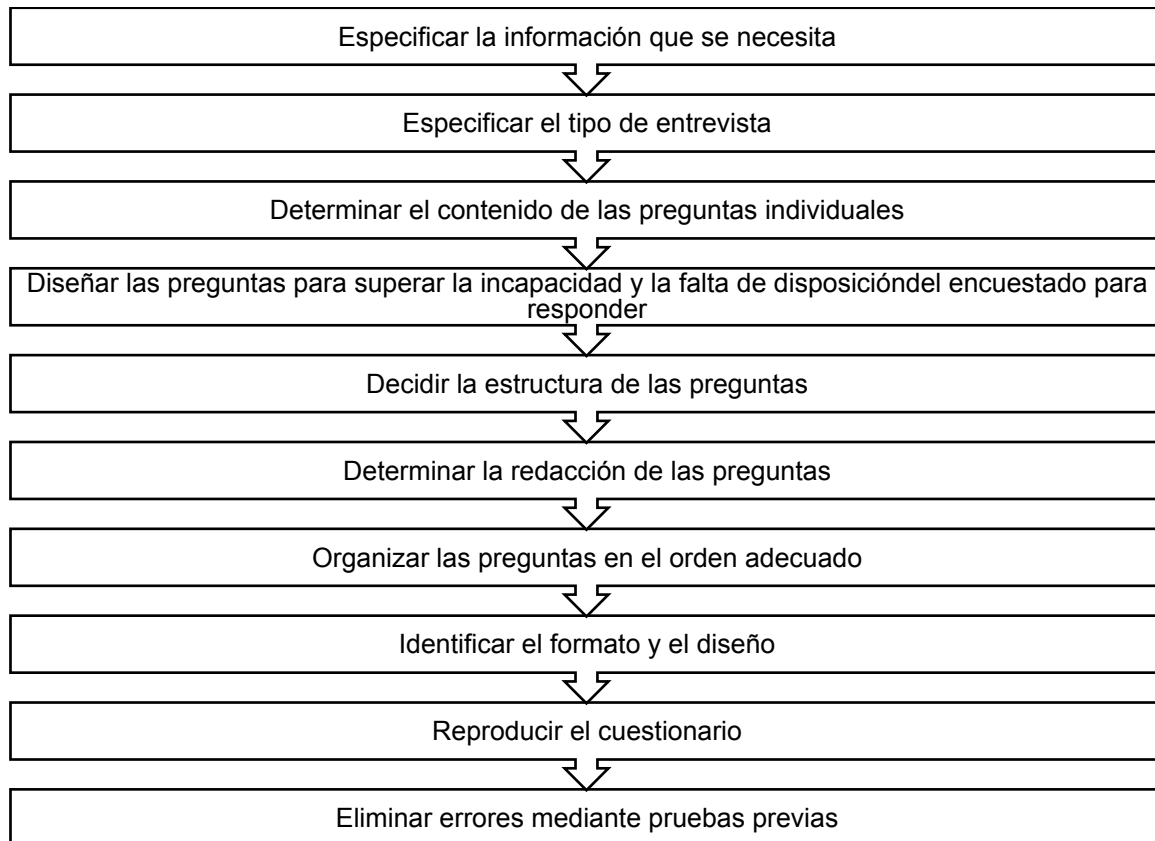 Especificar la información que se necesita
Especificar el tipo de entrevista
Determinar el contenido de las preguntas individuales
Diseñar las preguntas para superar la incapacidad y la falta de disposicióndel encuestado para
responder
Decidir la estructura de las preguntas
Determinar la redacción de las preguntas
Organizar las preguntas en el orden adecuado
Identificar el formato y el diseño
Reproducir el cuestionario
Eliminar errores mediante pruebas previas